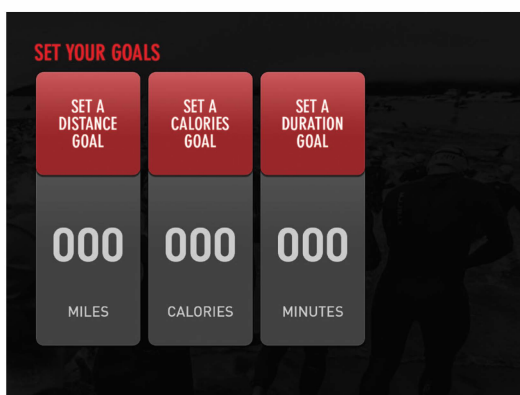 SET YOUR GOALS
SET A
DISTANCE
GOAL
000
MILES
SET A
CALORIES
GOAL
000
CALORIES
SET A
DURATION
GOAL
000
MINUTES